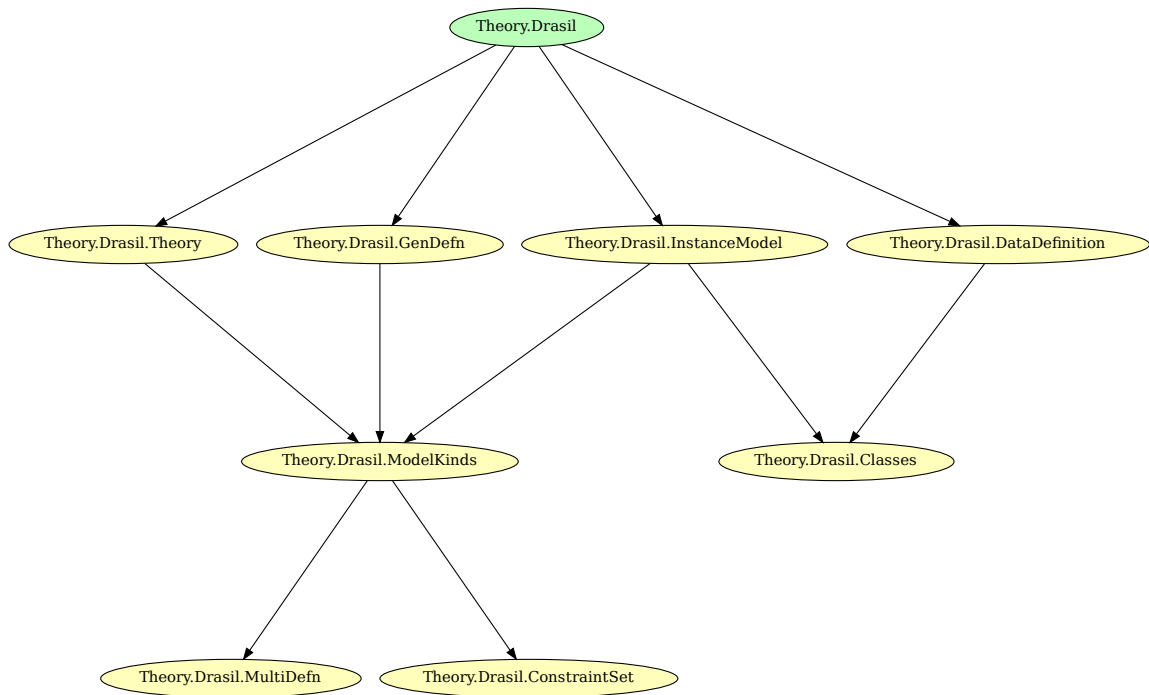 Theory.Drasil
Theory.Drasil.Theory
Theory.Drasil.GenDefn
Theory.Drasil.InstanceModel
Theory.Drasil.DataDefinition
Theory.Drasil.ModelKinds
Theory.Drasil.Classes
Theory.Drasil.MultiDefn
Theory.Drasil.ConstraintSet